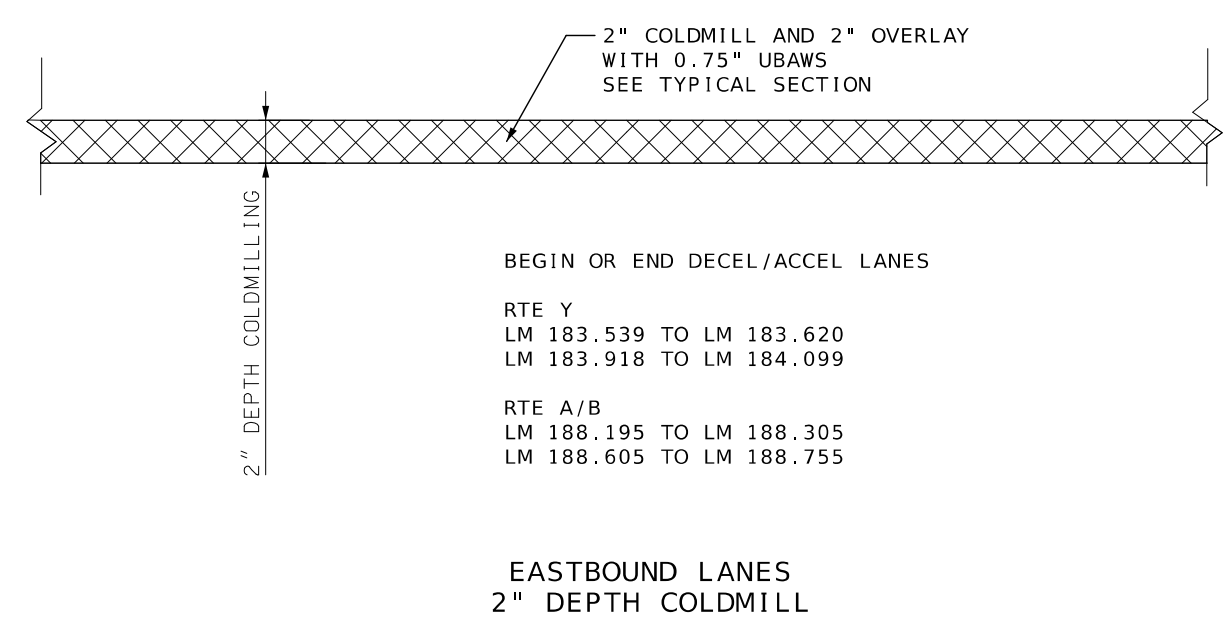 2" COLDMILL AND 2" OVERLAY
WITH 0.75" UBAWS
SEE TYPICAL SECTION
2" DEPTH COLDMILLING
BEGIN OR END DECEL/ACCEL LANES
RTE Y
LM 183.539 TO LM 183.620
LM 183.918 TO LM 184.099
RTE A/B
LM 188.195 TO LM 188.305
LM 188.605 TO LM 188.755
EASTBOUND LANES
2" DEPTH COLDMILL